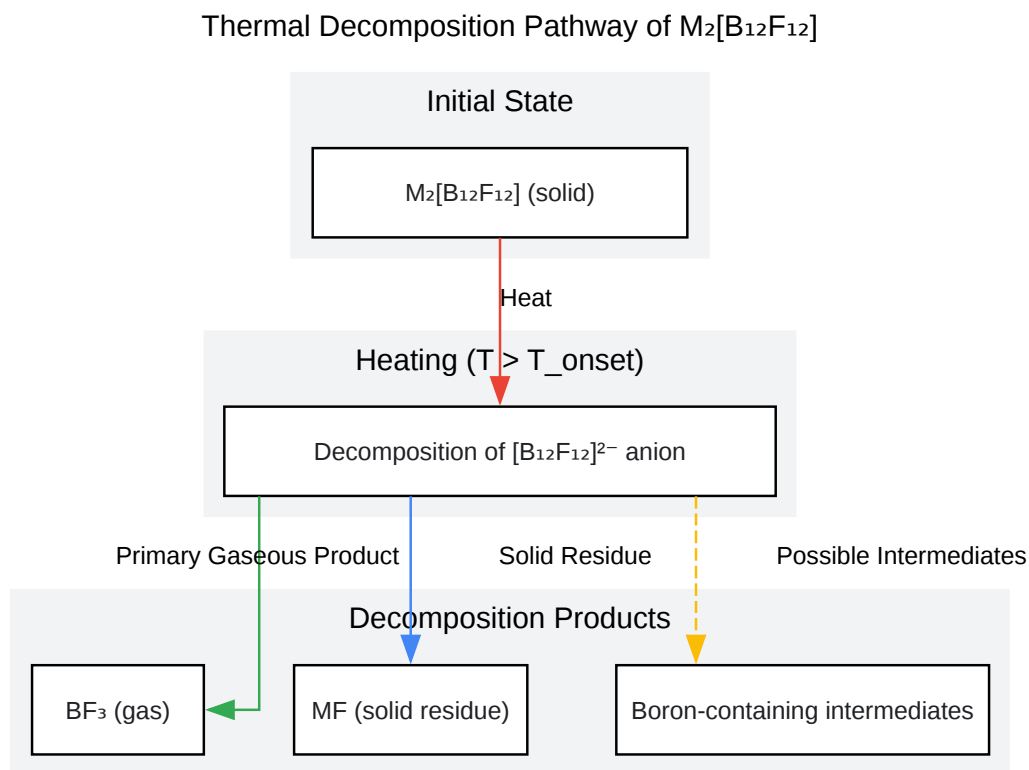 Thermal Decomposition Pathway of M₂[B₁₂F₁₂]
Initial State
M₂[B₁₂F₁₂] (solid)
Heat
Heating (T > T_onset)
Decomposition of [B₁₂F₁₂]²⁻ anion
Primary Gaseous Product
Solid Residue
Possible Intermediates
Decomposition Products
BF₃ (gas)
MF (solid residue)
Boron-containing intermediates